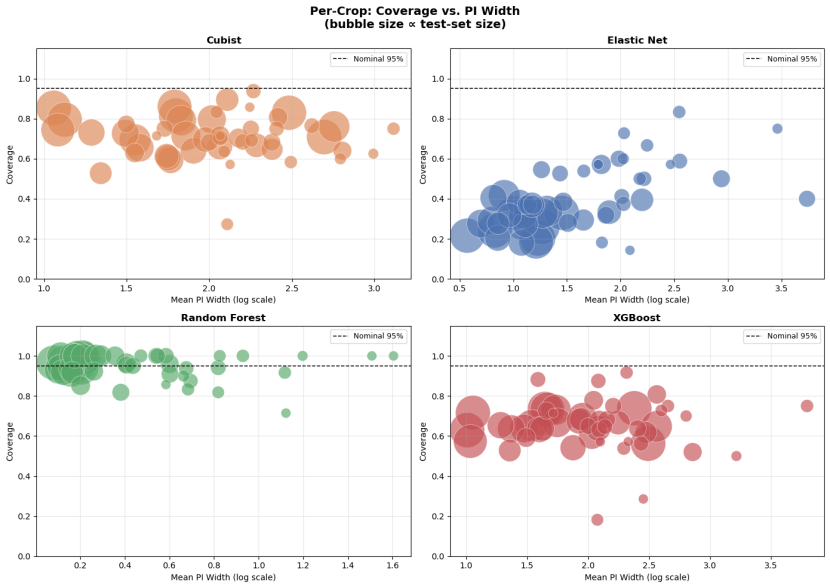 Per-Crop: Coverage vs. PI Width
(bubble size ∝ test-set size)
Cubist
Nominal 95%
Coverage
1.0
0.8
0.6
0.4
0.2
0.0
1.0 1.5 2.0 2.5 3.0
Mean PI Width (log scale)
Elastic Net
Nominal 95%
Coverage
1.0
0.8
0.6
0.4
0.2
0.0
0.5 1.0 1.5 2.0 2.5 3.0 3.5
Mean PI Width (log scale)
Random Forest
Nominal 95%
Coverage
1.0
0.8
0.6
0.4
0.2
0.0
0.2 0.4 0.6 0.8 1.0 1.2 1.4 1.6
Mean PI Width (log scale)
XGBoost
Nominal 95%
Coverage
1.0
0.8
0.6
0.4
0.2
0.0
1.0 1.5 2.0 2.5 3.0 3.5
Mean PI Width (log scale)